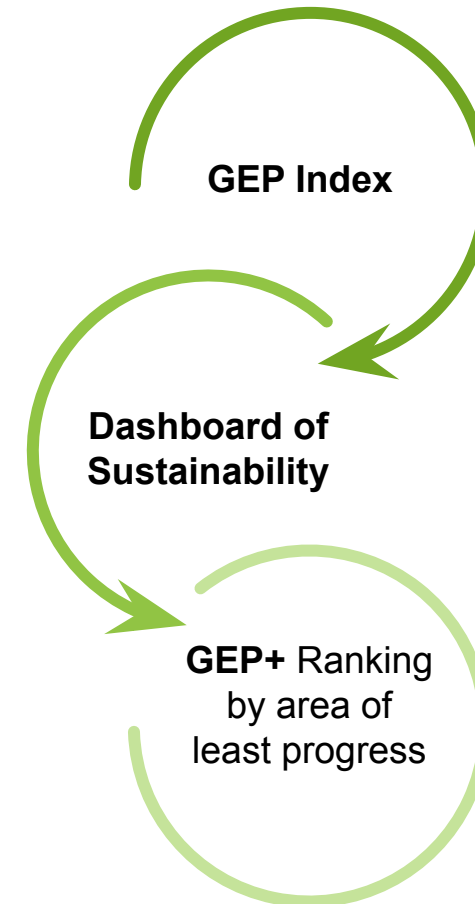 GEP Index
Dashboard of
Sustainability
GEP+ Ranking
by area of
least progress